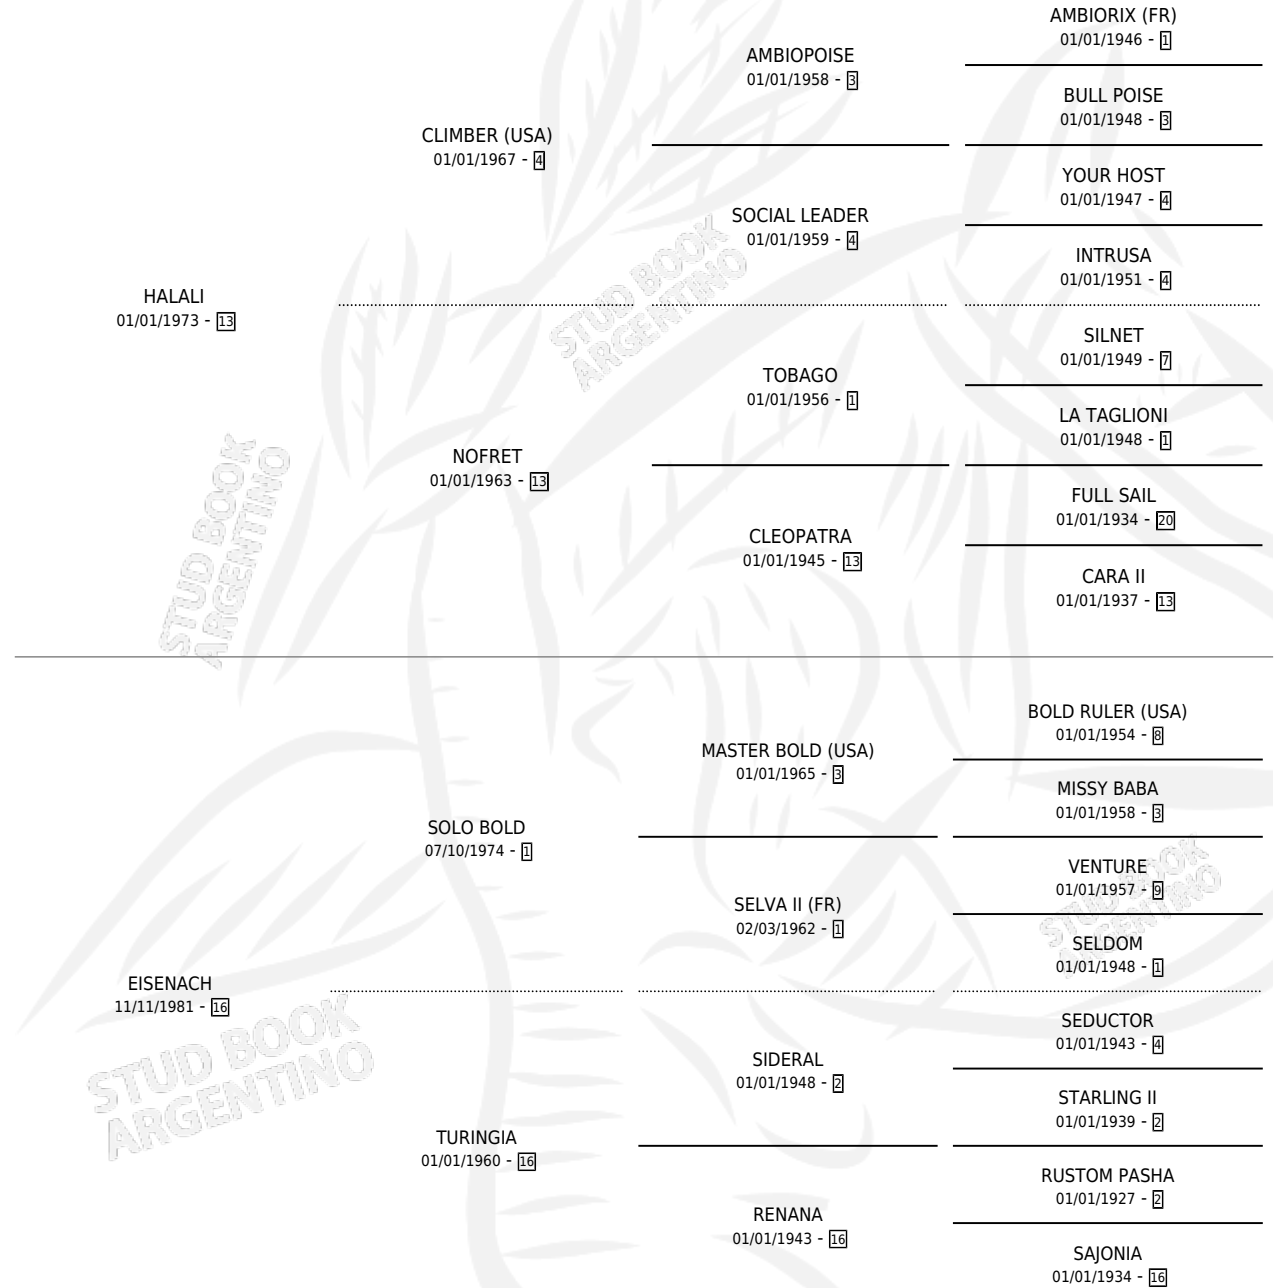 AMBIORIX (FR)
01/01/1946 - 1
AMBIOPOISE
01/01/1958 - 3
BULL POISE
01/01/1948 - 3
CLIMBER (USA)
01/01/1967 - 4
YOUR HOST
01/01/1947 - 4
SOCIAL LEADER
01/01/1959 - 4
INTRUSA
01/01/1951 - 4
HALALI
01/01/1973 - 13
STUD BOOK
ARGENTINO
SILNET
01/01/1949 - 7
TOBAGO
01/01/1956 - 1
LA TAGLIONI
01/01/1948 - 1
NOFRET
01/01/1963 - 13
FULL SAIL
01/01/1934 - 20
CLEOPATRA
01/01/1945 - 13
CARA II
01/01/1937 - 13
STUD BOOK
ARGENTINO
BOLD RULER (USA)
01/01/1954 - 8
MASTER BOLD (USA)
01/01/1965 - 3
MISSY BABA
01/01/1958 - 3
SOLO BOLD
07/10/1974 - 1
VENTURE
01/01/1957 - 9
SELVA II (FR)
02/03/1962 - 1
STUD BOOK
ARGENTINO
SELDOM
01/01/1948 - 1
EISENACH
11/11/1981 - 16
SEDUCTOR
01/01/1943 - 4
SIDERAL
01/01/1948 - 2
STARLING II
01/01/1939 - 2
STUD BOOK
ARGENTINO
TURINGIA
01/01/1960 - 16
RUSTOM PASHA
01/01/1927 - 2
RENANA
01/01/1943 - 16
SAJONIA
01/01/1934 - 16